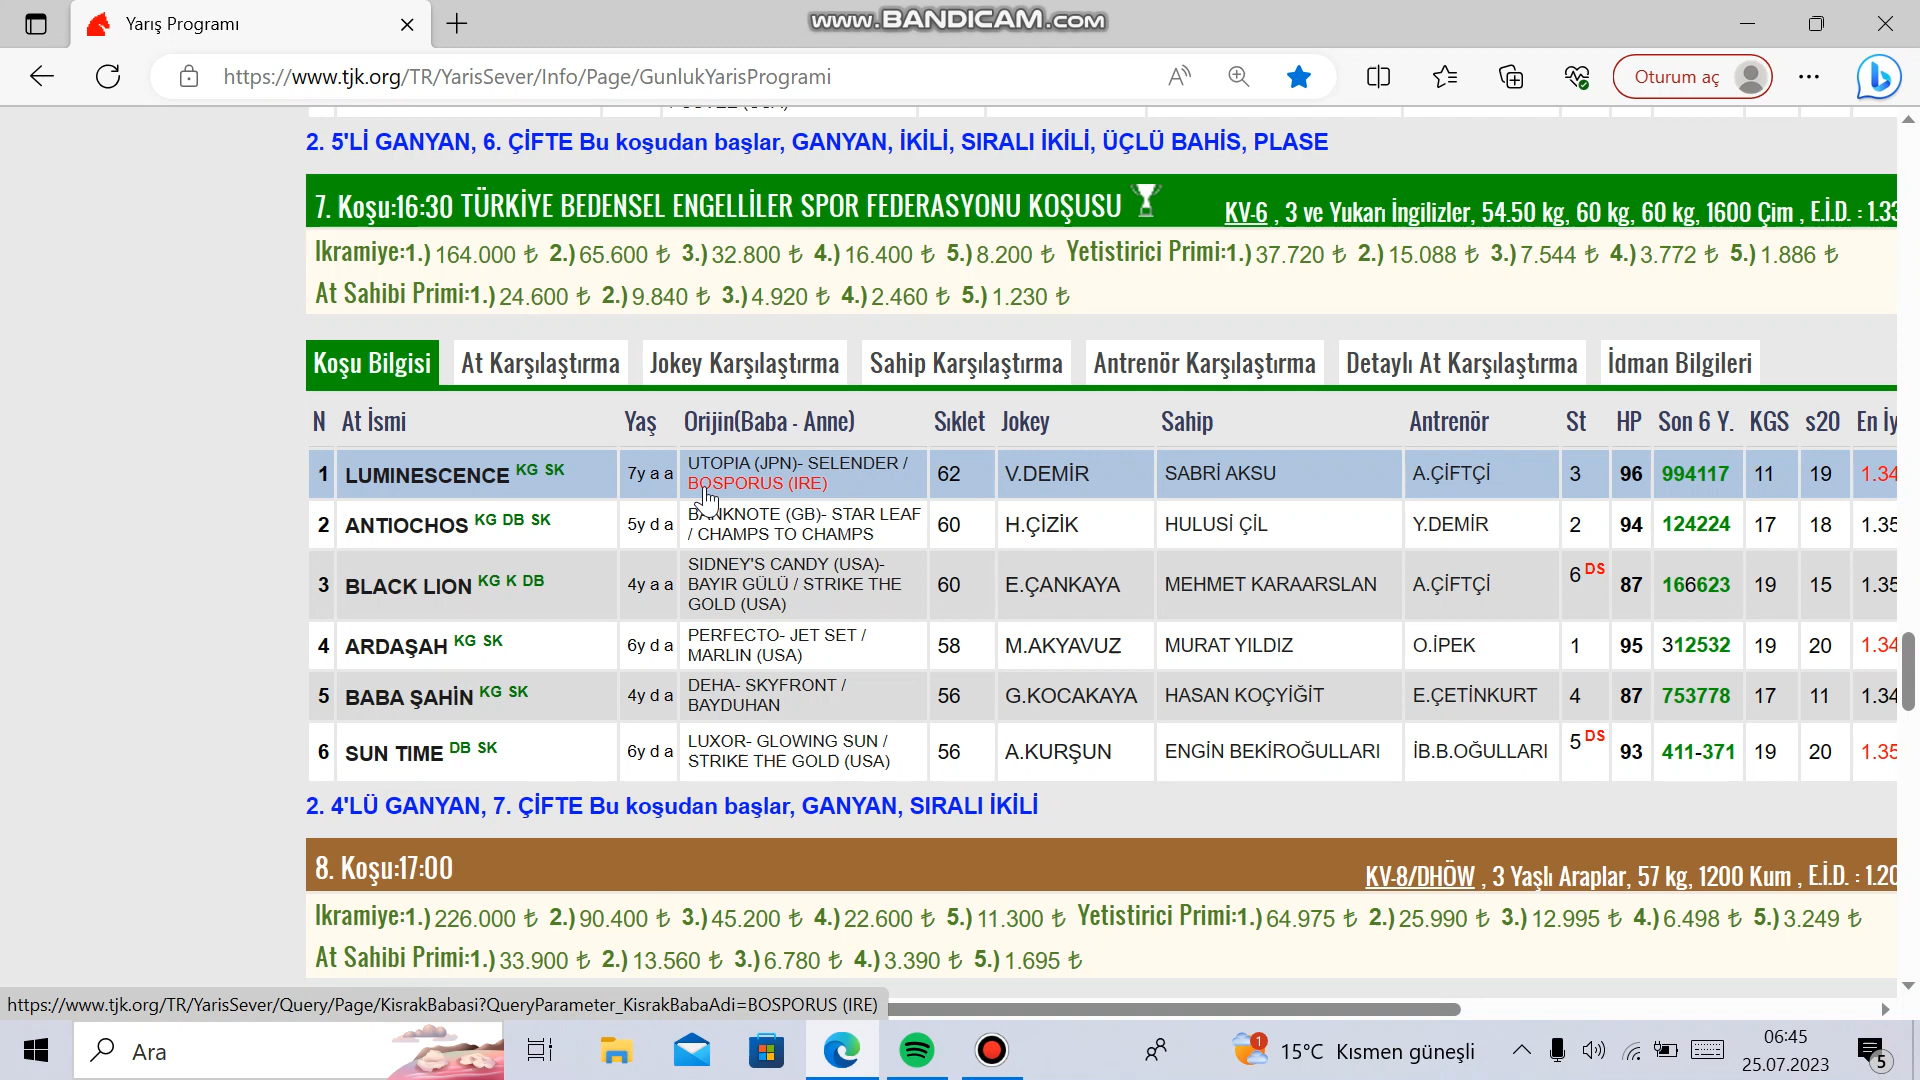 Yarış Programı
www.BANDICAM.com
https://www.tjk.org/TR/YarisSever/Info/Page/GunlukYarisProgrami
Oturum aç
2. 5'Lİ GANYAN, 6. ÇİFTE Bu koşudan başlar, GANYAN, İKİLİ, SIRALI İKİLİ, ÜÇLÜ BAHİS, PLASE
7. Koşu:16:30 TÜRKİYE BEDENSEL ENGELLİLER SPOR FEDERASYONU KOŞUSU
KV-6 , 3 ve Yukarı İngilizler, 54.50 kg, 60 kg, 60 kg, 1600 Çim , E.İ.D. : 1.33
Ikramiye:1.) 164.000 ₺ 2.) 65.600 ₺ 3.) 32.800 ₺ 4.) 16.400 ₺ 5.) 8.200 ₺ Yetistirici Primi:1.) 37.720 ₺ 2.) 15.088 ₺ 3.) 7.544 ₺ 4.) 3.772 ₺ 5.) 1.886 ₺
At Sahibi Primi:1.) 24.600 ₺ 2.) 9.840 ₺ 3.) 4.920 ₺ 4.) 2.460 ₺ 5.) 1.230 ₺
Koşu Bilgisi At Karşılaştırma Jokey Karşılaştırma Sahip Karşılaştırma Antrenör Karşılaştırma Detaylı At Karşılaştırma İdman Bilgileri
N At İsmi Yaş Orijin(Baba - Anne) Sıklet Jokey Sahip Antrenör St HP Son 6 Y. KGS s20 En İy
1 LUMINESCENCE KG SK 7y a a UTOPIA (JPN)- SELENDER / BOSPORUS (IRE) 62 V.DEMİR SABRİ AKSU A.ÇİFTÇİ 3 96 994117 11 19 1.34
2 ANTIOCHOS KG DB SK 5y d a BANKNOTE (GB)- STAR LEAF / CHAMPS TO CHAMPS 60 H.ÇİZİK HULUSİ ÇİL Y.DEMİR 2 94 124224 17 18 1.35
3 BLACK LION KG K DB 4y a a SIDNEY'S CANDY (USA)- BAYIR GÜLÜ / STRIKE THE GOLD (USA) 60 E.ÇANKAYA MEHMET KARAARSLAN A.ÇİFTÇİ 6 DS 87 166623 19 15 1.35
4 ARDAŞAH KG SK 6y d a PERFECTO- JET SET / MARLIN (USA) 58 M.AKYAVUZ MURAT YILDIZ O.İPEK 1 95 312532 19 20 1.34
5 BABA ŞAHİN KG SK 4y d a DEHA- SKYFRONT / BAYDUHAN 56 G.KOCAKAYA HASAN KOÇYİĞİT E.ÇETİNKURT 4 87 753778 17 11 1.34
6 SUN TIME DB SK 6y d a LUXOR- GLOWING SUN / STRIKE THE GOLD (USA) 56 A.KURŞUN ENGİN BEKİROĞULLARI İB.B.OĞULLARI 5 DS 93 411-371 19 20 1.35
2. 4'LÜ GANYAN, 7. ÇİFTE Bu koşudan başlar, GANYAN, SIRALI İKİLİ
8. Koşu:17:00
KV-8/DHÖW , 3 Yaşlı Araplar, 57 kg, 1200 Kum , E.İ.D. : 1.20
Ikramiye:1.) 226.000 ₺ 2.) 90.400 ₺ 3.) 45.200 ₺ 4.) 22.600 ₺ 5.) 11.300 ₺ Yetistirici Primi:1.) 64.975 ₺ 2.) 25.990 ₺ 3.) 12.995 ₺ 4.) 6.498 ₺ 5.) 3.249 ₺
At Sahibi Primi:1.) 33.900 ₺ 2.) 13.560 ₺ 3.) 6.780 ₺ 4.) 3.390 ₺ 5.) 1.695 ₺
https://www.tjk.org/TR/YarisSever/Query/Page/KisrakBabasi?QueryParameter_KisrakBabaAdi=BOSPORUS (IRE)
Ara
1
15°C Kısmen güneşli
06:45
25.07.2023
5